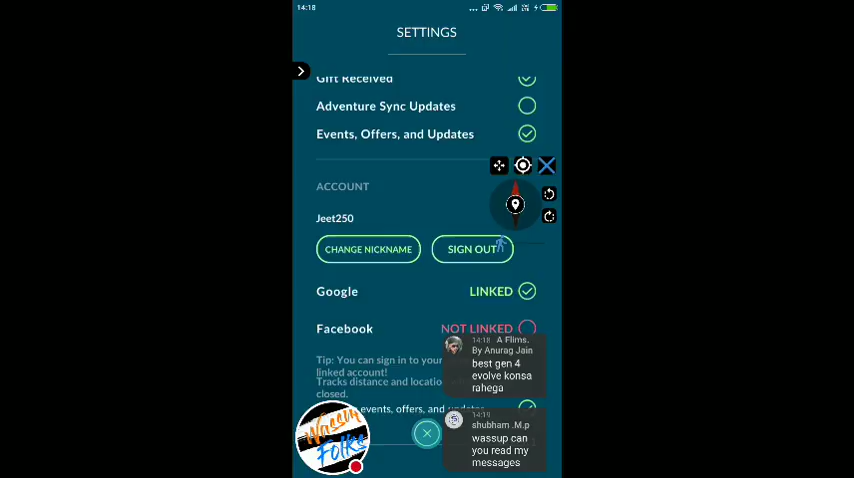 14:18
SETTINGS
Gift Received
Adventure Sync Updates
Events, Offers, and Updates
ACCOUNT
Jeet250
CHANGE NICKNAME
SIGN OUT
Google
LINKED
Facebook
NOT LINKED
Tip: You can sign in to your
linked account!
Tracks distance and locatio
closed.
events, offers, and updates
14:18 A Flims.
By Anurag Jain
best gen 4
evolve konsa
rahega
14:19
shubham .M.p
wassup can
you read my
messages
Wassup
Folks